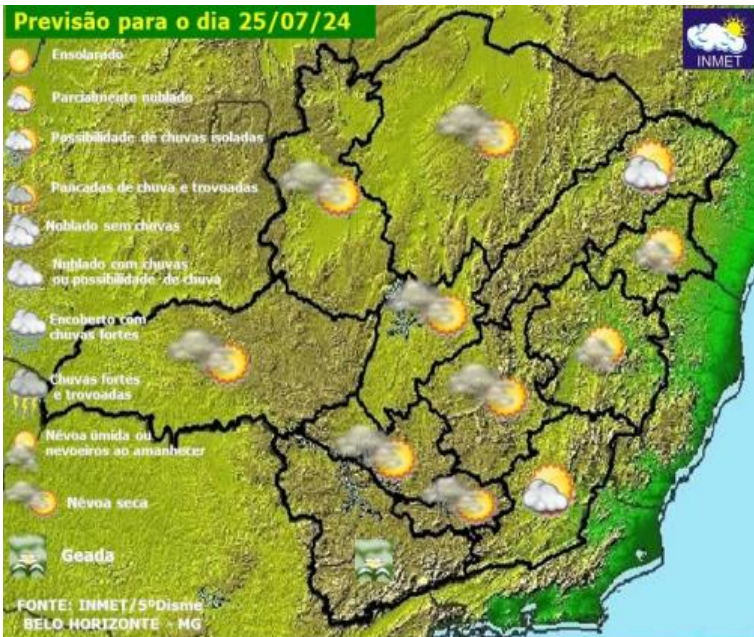 Previsão para o dia 25/07/24
INMET
Ensolarado
Parcialmente nublado
Possibilidade de chuvas isoladas
Pancadas de chuva e trovoadas
Noblado sem chuvas
Nublado com chuvas
ou possibilidade de chuva
Encoberto com
chuvas fortes
Chuvas fortes
e trovoadas
Névoa úmida ou
nevoeiros ao amanhecer
Névoa seca
Geada
FONTE: INMET/5ºDisme
BELO HORIZONTE - MG